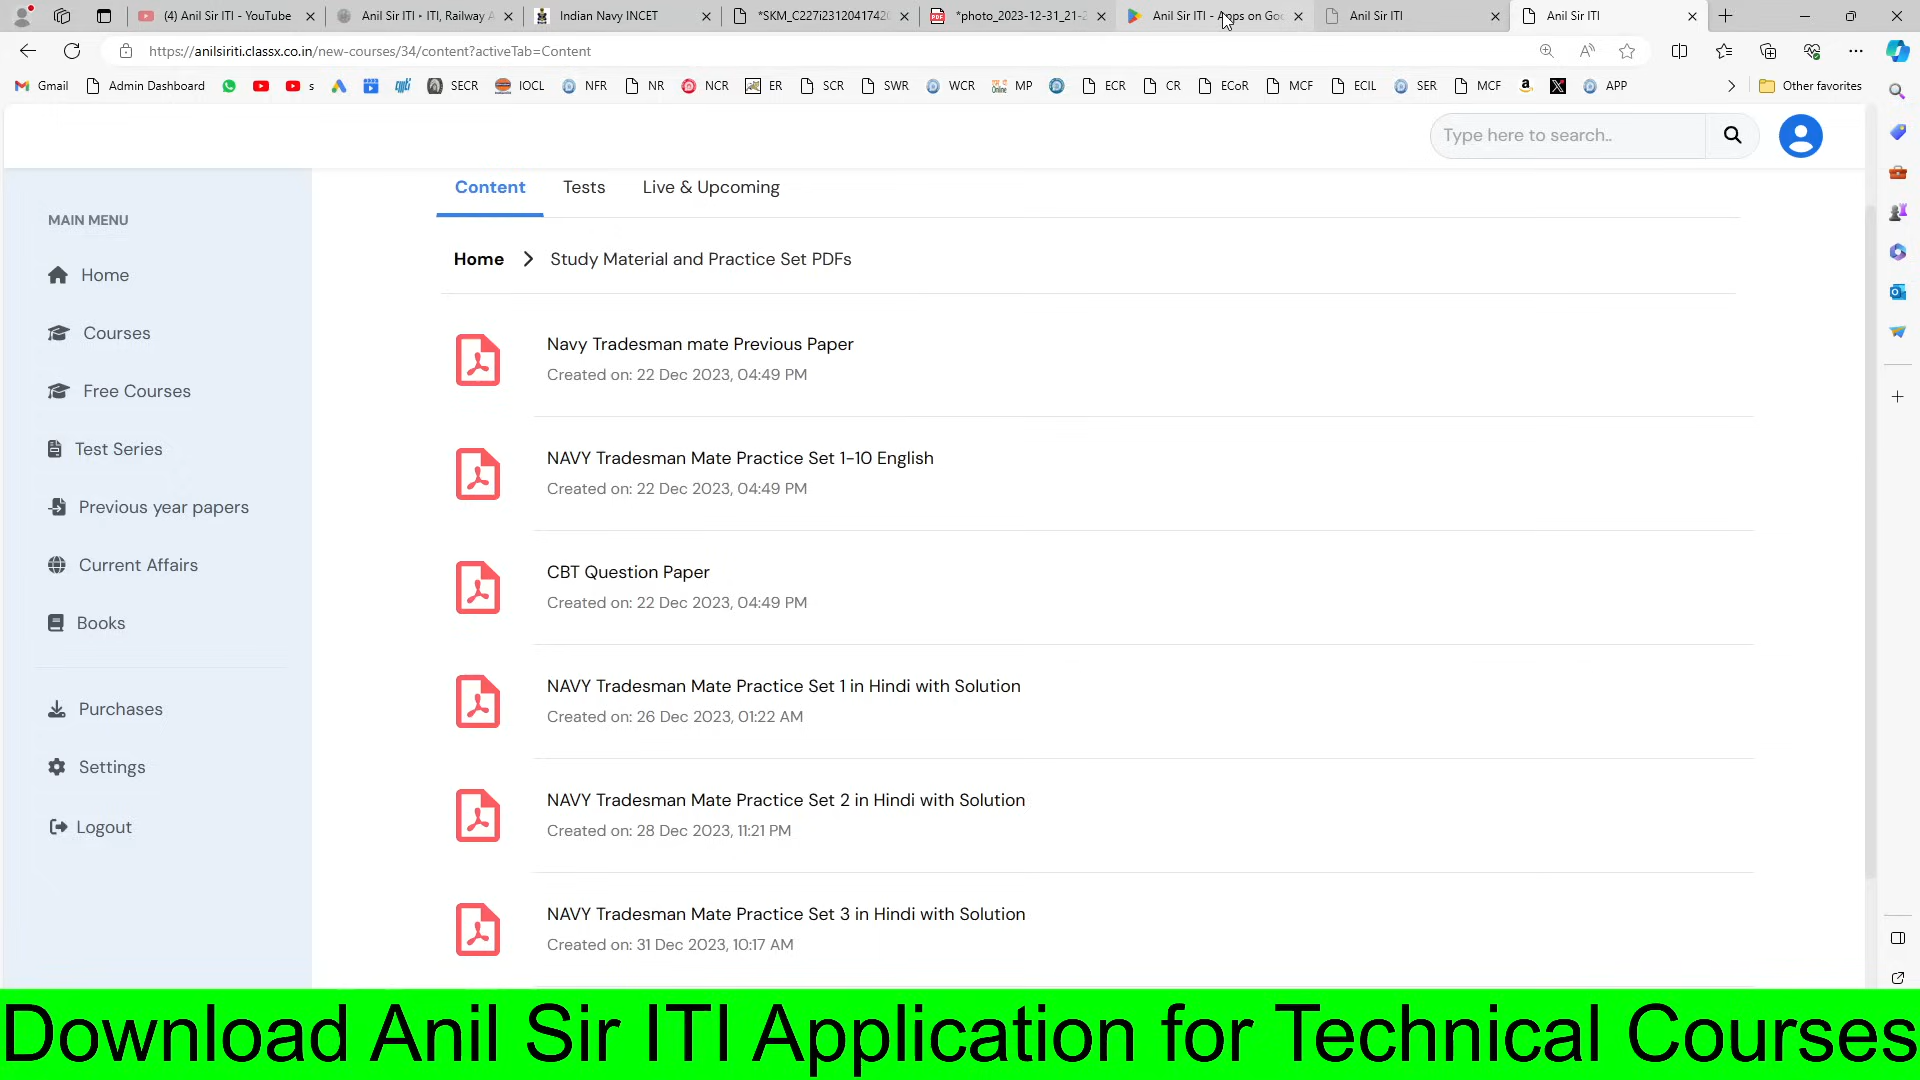 (4) Anil Sir ITI - YouTube
Anil Sir ITI • ITI, Railway A
Indian Navy INCET
*SKM_C227i23120417420
*photo_2023-12-31_21-2
Anil Sir ITI - Apps on Goo
Anil Sir ITI
Anil Sir ITI
https://anilsiriti.classx.co.in/new-courses/34/content?activeTab=Content
Gmail
Admin Dashboard
s
SECR
IOCL
NFR
NR
NCR
ER
SCR
SWR
WCR
MP
ECR
CR
ECoR
MCF
ECIL
SER
MCF
APP
Other favorites
Type here to search..
Content
Tests
Live & Upcoming
MAIN MENU
Home
Courses
Free Courses
Test Series
Previous year papers
Current Affairs
Books
Purchases
Settings
Logout
Home > Study Material and Practice Set PDFs
Navy Tradesman mate Previous Paper
Created on: 22 Dec 2023, 04:49 PM
NAVY Tradesman Mate Practice Set 1-10 English
Created on: 22 Dec 2023, 04:49 PM
CBT Question Paper
Created on: 22 Dec 2023, 04:49 PM
NAVY Tradesman Mate Practice Set 1 in Hindi with Solution
Created on: 26 Dec 2023, 01:22 AM
NAVY Tradesman Mate Practice Set 2 in Hindi with Solution
Created on: 28 Dec 2023, 11:21 PM
NAVY Tradesman Mate Practice Set 3 in Hindi with Solution
Created on: 31 Dec 2023, 10:17 AM
Download Anil Sir ITI Application for Technical Courses